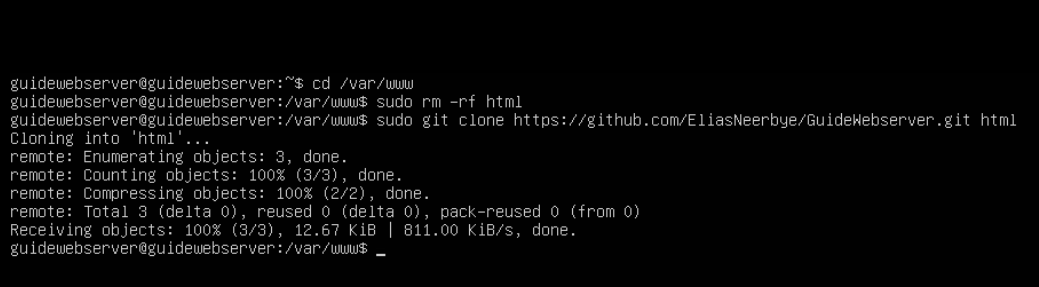 guidewebserver@guidewebserver:~$ cd /var/www
guidewebserver@guidewebserver:/var/www$ sudo rm -rf html
guidewebserver@guidewebserver:/var/www$ sudo git clone https://github.com/EliasNeerbye/GuideWebserver.git html
Cloning into 'html'...
remote: Enumerating objects: 3, done.
remote: Counting objects: 100% (3/3), done.
remote: Compressing objects: 100% (2/2), done.
remote: Total 3 (delta 0), reused 0 (delta 0), pack-reused 0 (from 0)
Receiving objects: 100% (3/3), 12.67 KiB | 811.00 KiB/s, done.
guidewebserver@guidewebserver:/var/www$ _